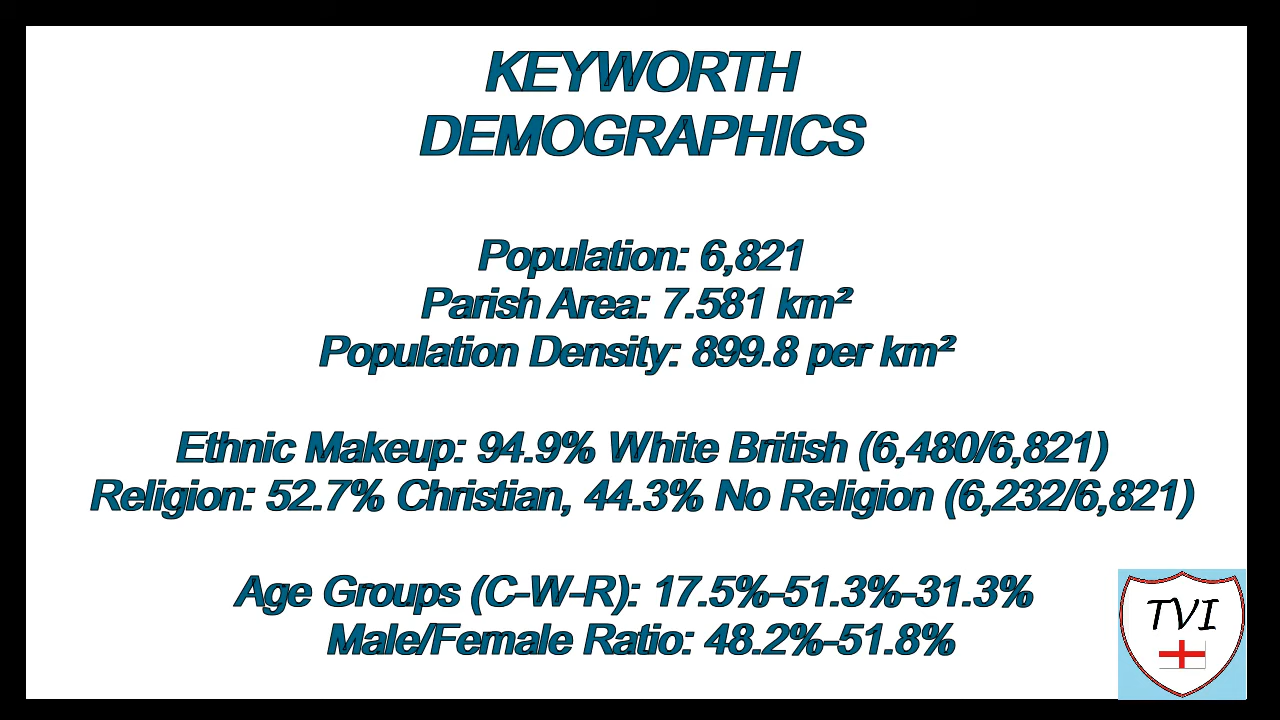 KEYWORTH
DEMOGRAPHICS
Population: 6,821
Parish Area: 7.581 km²
Population Density: 899.8 per km²
Ethnic Makeup: 94.9% White British (6,480/6,821)
Religion: 52.7% Christian, 44.3% No Religion (6,232/6,821)
Age Groups (C-W-R): 17.5%-51.3%-31.3%
Male/Female Ratio: 48.2%-51.8%
TVI